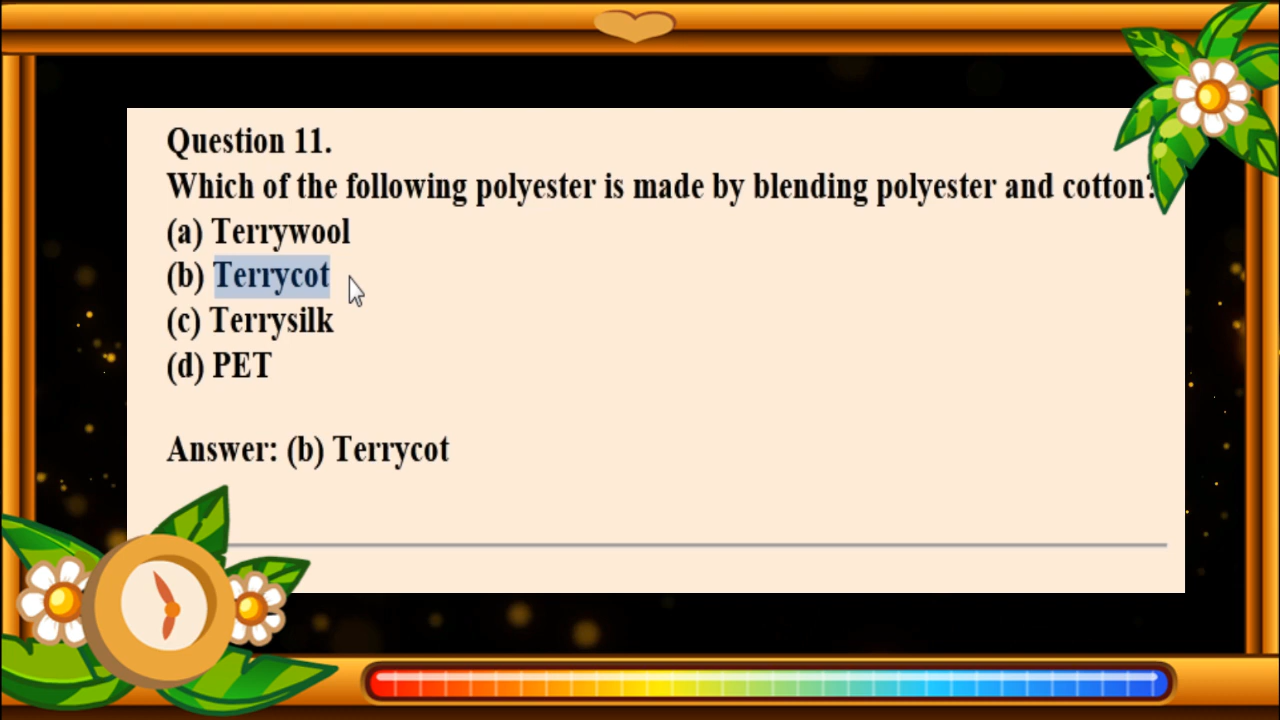 Question 11.
Which of the following polyester is made by blending polyester and cotton?
(a) Terrywool
(b) Terrycot
(c) Terrysilk
(d) PET
Answer: (b) Terrycot